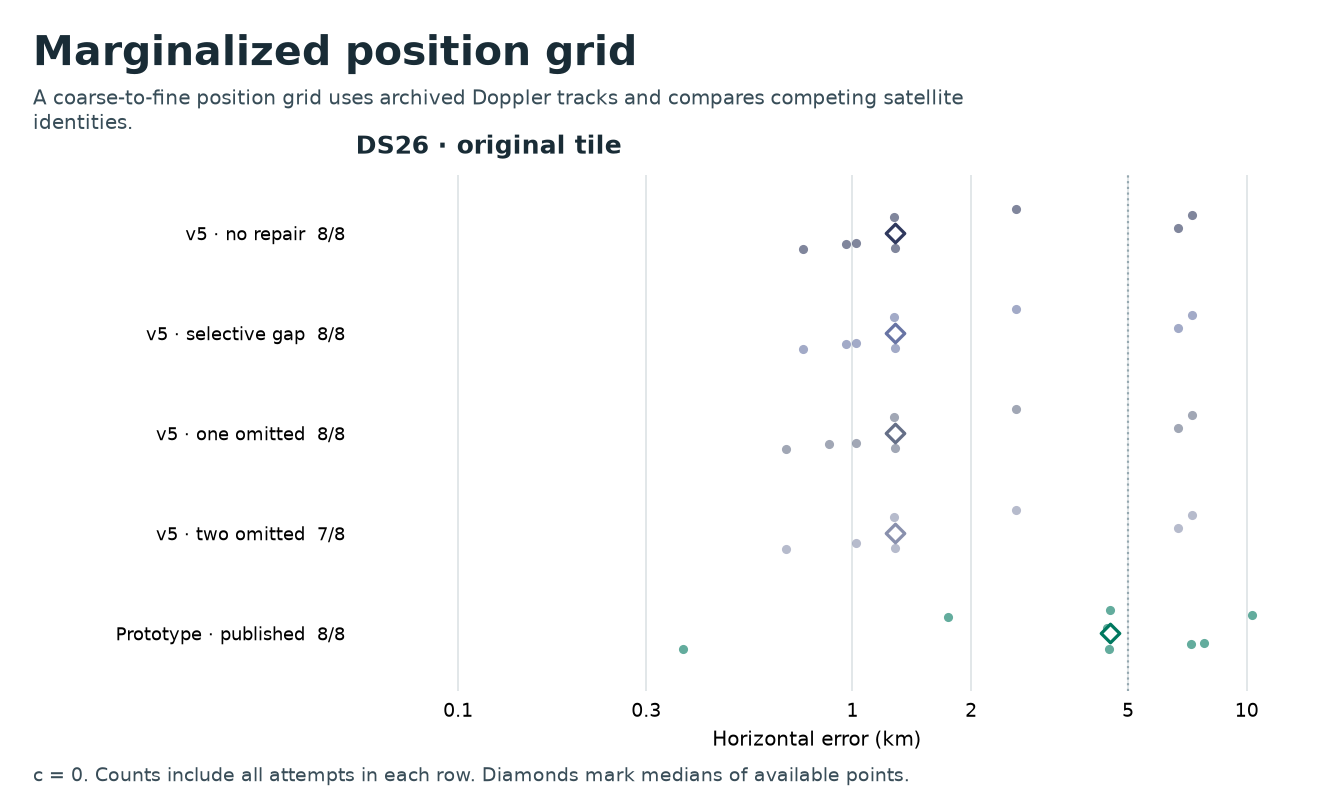 Marginalized position grid
A coarse-to-fine position grid uses archived Doppler tracks and compares competing satellite
identities.
DS26 · original tile
v5 · no repair  8/8
v5 · selective gap  8/8
v5 · one omitted  8/8
v5 · two omitted  7/8
Prototype · published  8/8
0.1  0.3  1  2  5  10
Horizontal error (km)
c = 0. Counts include all attempts in each row. Diamonds mark medians of available points.